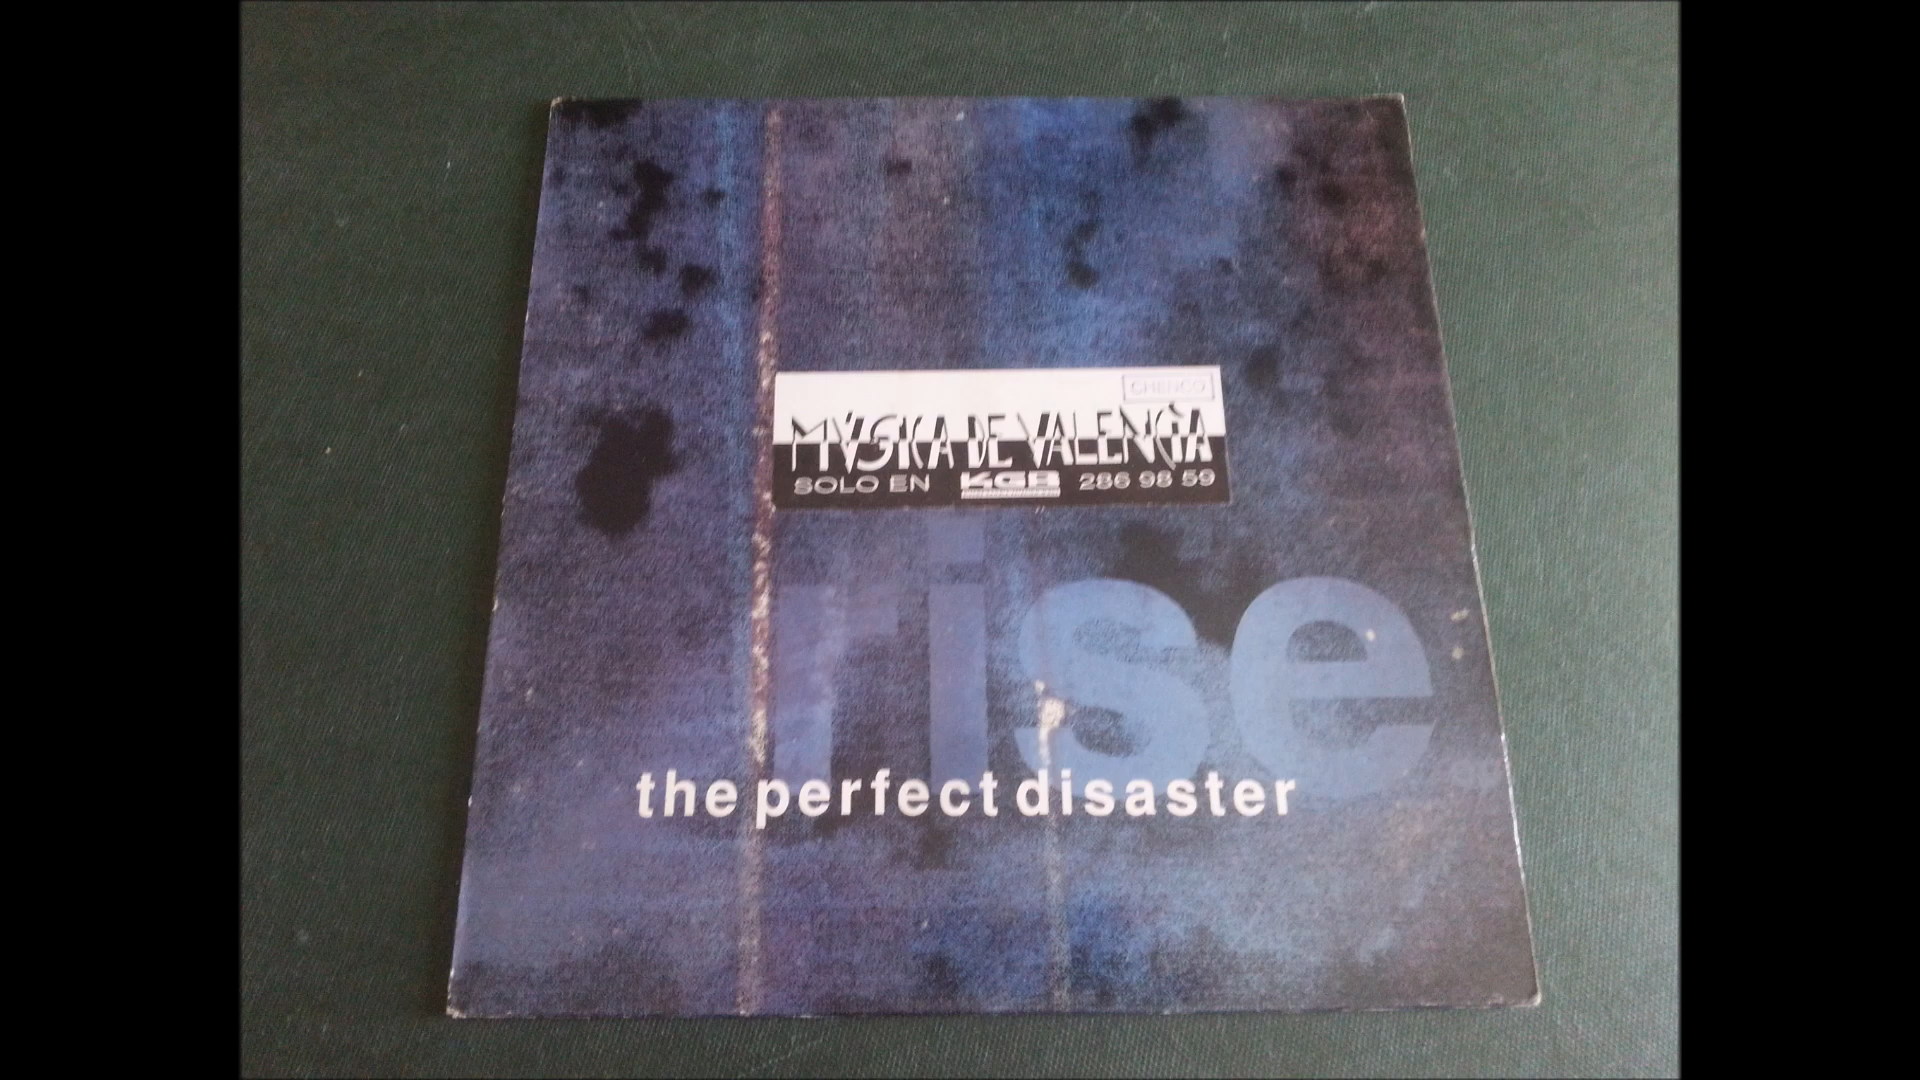 CHENCO
MÚSICA DE VALENCIA
SOLO EN KGB 286 98 59
rise
the perfect disaster